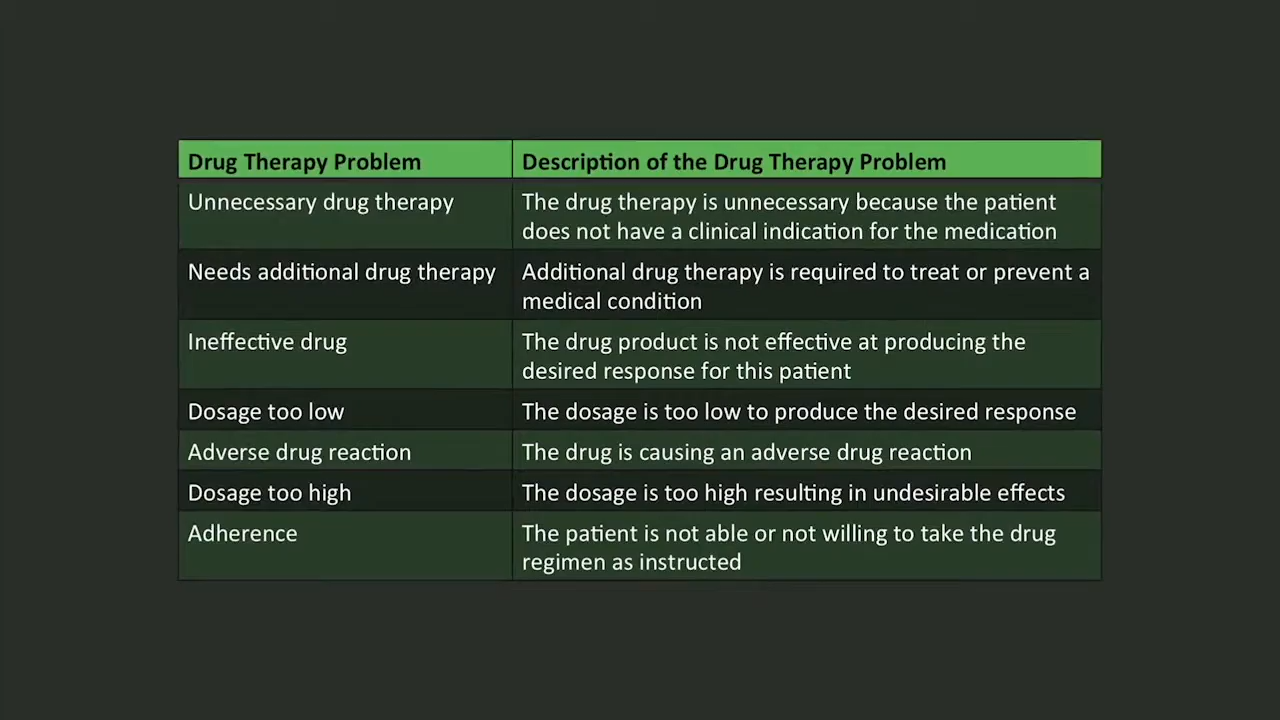 Drug Therapy Problem
Description of the Drug Therapy Problem
Unnecessary drug therapy
The drug therapy is unnecessary because the patient
does not have a clinical indication for the medication
Needs additional drug therapy
Additional drug therapy is required to treat or prevent a
medical condition
Ineffective drug
The drug product is not effective at producing the
desired response for this patient
Dosage too low
The dosage is too low to produce the desired response
Adverse drug reaction
The drug is causing an adverse drug reaction
Dosage too high
The dosage is too high resulting in undesirable effects
Adherence
The patient is not able or not willing to take the drug
regimen as instructed